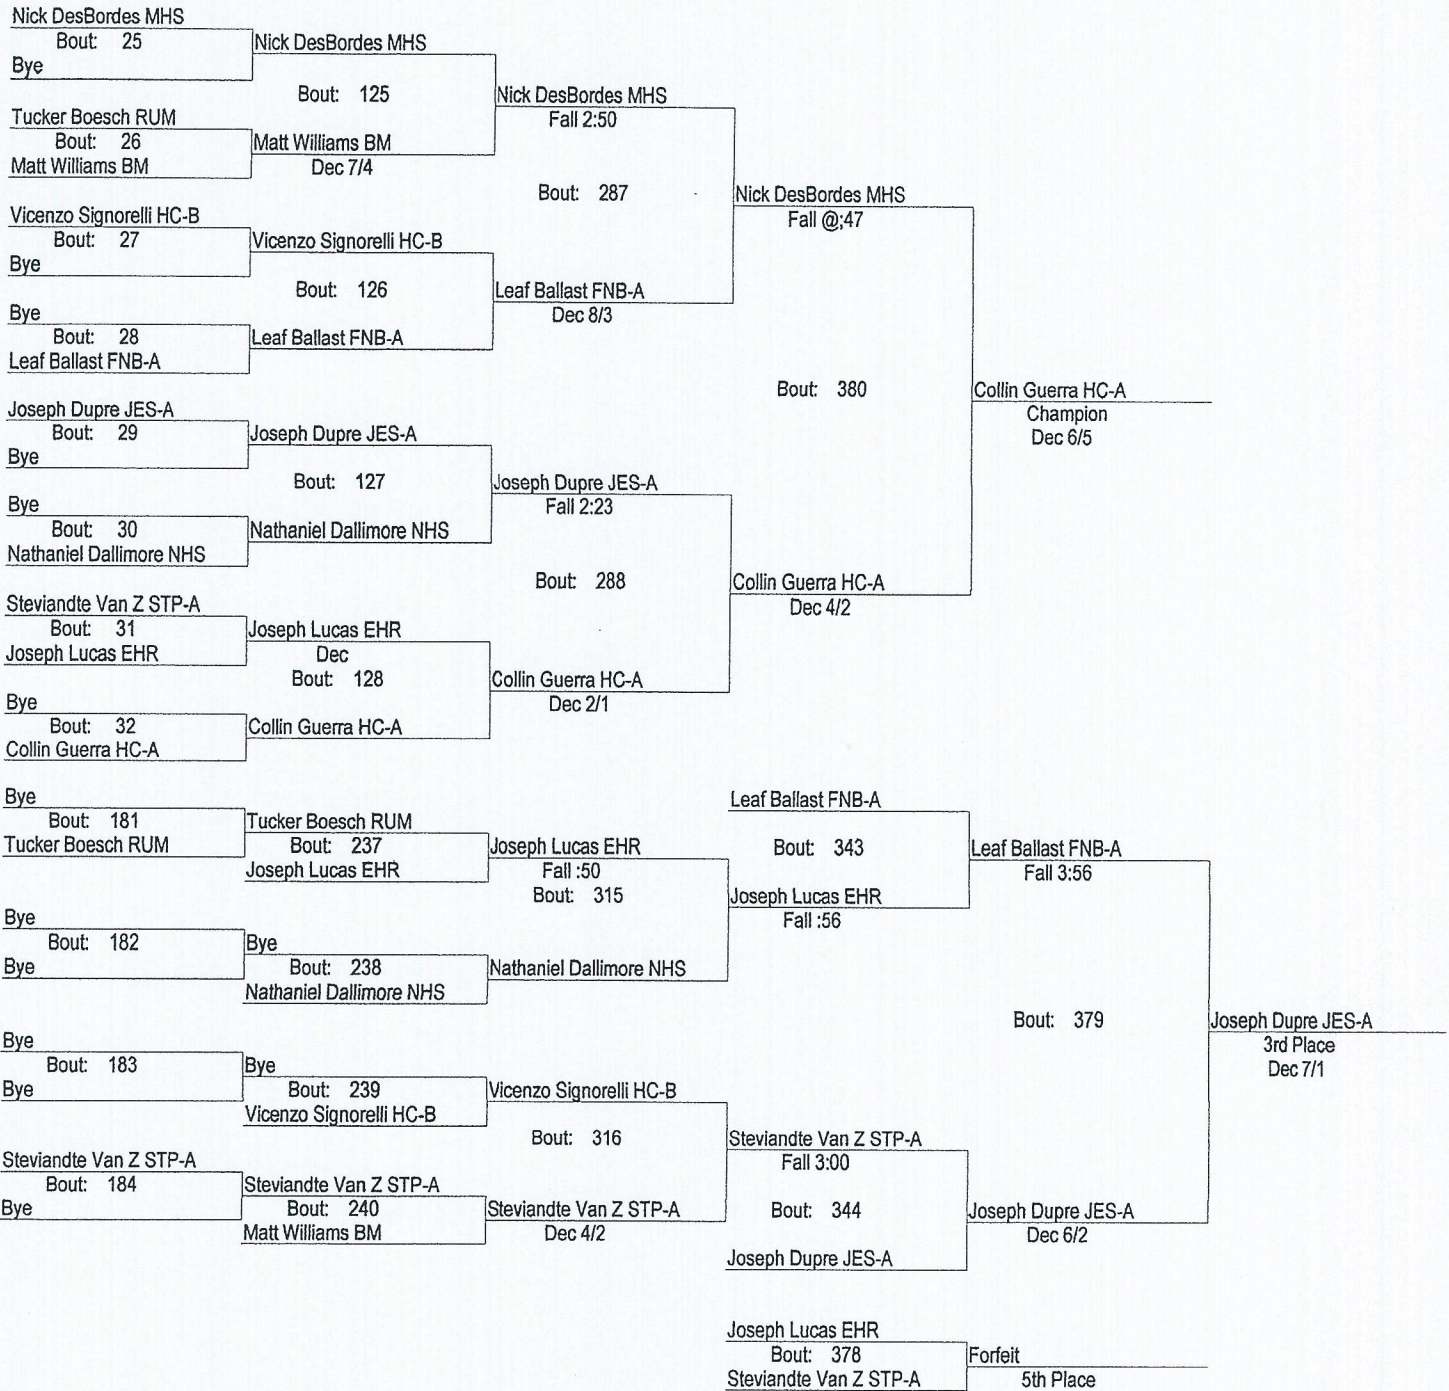 Nick DesBordes MHS
Bout: 25
Bye
Nick DesBordes MHS
Bout: 125
Tucker Boesch RUM
Bout: 26
Matt Williams BM
Matt Williams BM
Dec 7/4
Nick DesBordes MHS
Fall 2:50
Bout: 287
Vicenzo Signorelli HC-B
Bout: 27
Bye
Vicenzo Signorelli HC-B
Bout: 126
Bye
Bout: 28
Leaf Ballast FNB-A
Leaf Ballast FNB-A
Leaf Ballast FNB-A
Dec 8/3
Nick DesBordes MHS
Fall @;47
Bout: 380
Joseph Dupre JES-A
Bout: 29
Bye
Joseph Dupre JES-A
Bout: 127
Bye
Bout: 30
Nathaniel Dallimore NHS
Nathaniel Dallimore NHS
Joseph Dupre JES-A
Fall 2:23
Bout: 288
Steviandte Van Z STP-A
Bout: 31
Joseph Lucas EHR
Joseph Lucas EHR
Dec
Bout: 128
Bye
Bout: 32
Collin Guerra HC-A
Collin Guerra HC-A
Collin Guerra HC-A
Dec 2/1
Collin Guerra HC-A
Dec 4/2
Collin Guerra HC-A
Champion
Dec 6/5
Bye
Bout: 181
Tucker Boesch RUM
Tucker Boesch RUM
Bout: 237
Joseph Lucas EHR
Joseph Lucas EHR
Fall :50
Bout: 315
Bye
Bout: 182
Bye
Bye
Bout: 238
Nathaniel Dallimore NHS
Nathaniel Dallimore NHS
Leaf Ballast FNB-A
Bout: 343
Joseph Lucas EHR
Fall :56
Leaf Ballast FNB-A
Fall 3:56
Bout: 379
Bye
Bout: 183
Bye
Bye
Bout: 239
Vicenzo Signorelli HC-B
Vicenzo Signorelli HC-B
Bout: 316
Steviandte Van Z STP-A
Bout: 184
Bye
Steviandte Van Z STP-A
Bout: 240
Matt Williams BM
Steviandte Van Z STP-A
Dec 4/2
Steviandte Van Z STP-A
Fall 3:00
Bout: 344
Joseph Dupre JES-A
Joseph Dupre JES-A
Dec 6/2
Joseph Dupre JES-A
3rd Place
Dec 7/1
Joseph Lucas EHR
Bout: 378
Steviandte Van Z STP-A
Forfeit
5th Place